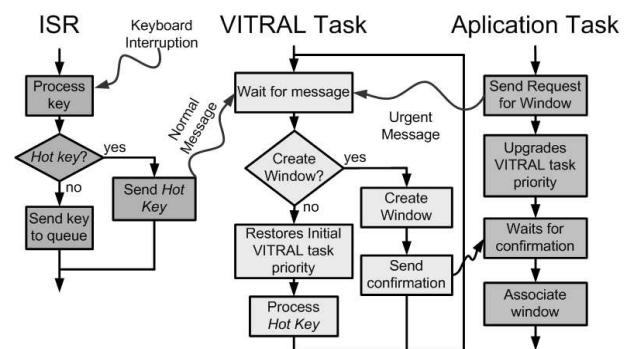 ISR
VITRAL Task
Aplication Task
Keyboard
Interruption
Process
key
Hot key?
yes
no
Send Hot
Key
Send key
to queue
Normal
Message
Wait for message
Create
Window?
yes
no
Create
Window
Restores Initial
VITRAL task
priority
Send
confirmation
Process
Hot Key
Urgent
Message
Send Request
for Window
Upgrades
VITRAL task
priority
Waits for
confirmation
Associate
window